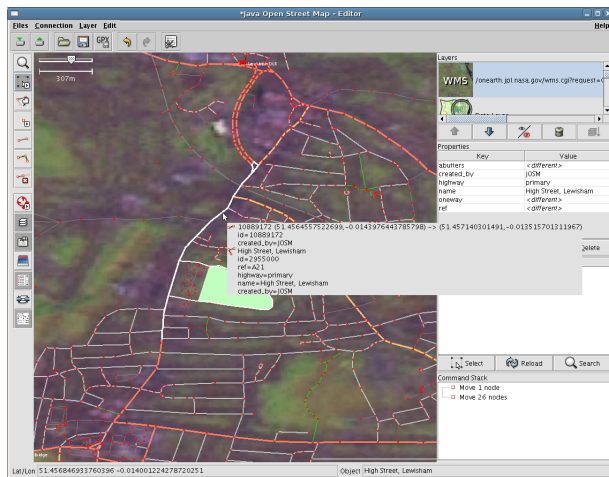 *Java Open Street Map - Editor
Files Connection Layer Edit Help
GPX
307m
Layers
WMS /onearth.jpl.nasa.gov/wms.cgi?request=
Properties
Key Value
abutters <different>
created_by JOSM
highway primary
name High Street, Lewisham
oneway <different>
ref <different>
10889172 (51.4564557522699,-0.0143976443785798) -> (51.457140301491,-0.013515701311967)
id=10889172
created_by=JOSM
High Street, Lewisham
id=2955000
ref=A21
highway=primary
name=High Street, Lewisham
created_by=JOSM
Delete
Select Reload Search
Command Stack
Move 1 node
Move 26 nodes
Lat/Lon 51.456846933760396 -0.014001224278720251 Object High Street, Lewisham